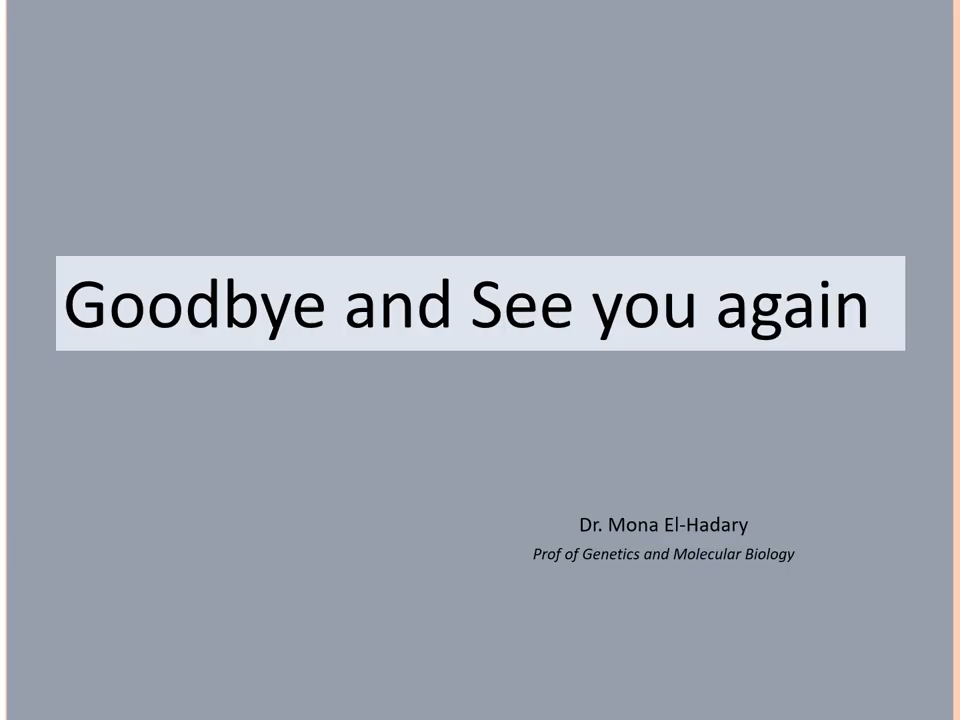 Goodbye and See you again
Dr. Mona El-Hadary
Prof of Genetics and Molecular Biology